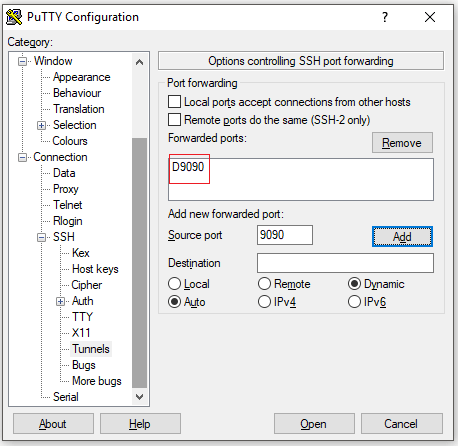 PuTTY Configuration
?
Category:
Window
Appearance
Behaviour
Translation
Selection
Colours
Connection
Data
Proxy
Telnet
Rlogin
SSH
Kex
Host keys
Cipher
Auth
TTY
X11
Tunnels
Bugs
More bugs
Serial
Options controlling SSH port forwarding
Port forwarding
Local ports accept connections from other hosts
Remote ports do the same (SSH-2 only)
Forwarded ports:
Remove
D9090
Add new forwarded port:
Source port 9090 Add
Destination
Local Remote Dynamic
Auto IPv4 IPv6
About Help Open Cancel